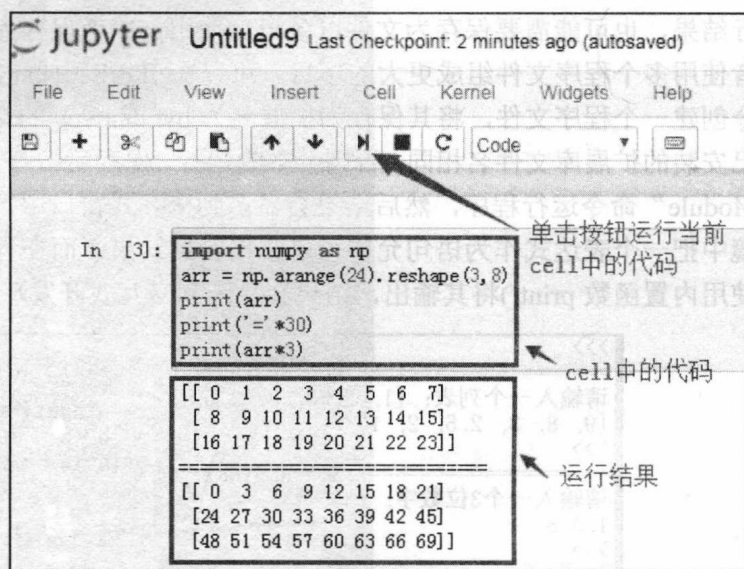 jupyter Untitled9 Last Checkpoint: 2 minutes ago (autosaved)
File Edit View Insert Cell Kernel Widgets Help
Code
单击按钮运行当前
cell中的代码
In [3]:
import numpy as np
arr = np.arange(24).reshape(3,8)
print(arr)
print('='*30)
print(arr*3)
cell中的代码
[[ 0 1 2 3 4 5 6 7]
[ 8 9 10 11 12 13 14 15]
[16 17 18 19 20 21 22 23]]
==============================
[[ 0 3 6 9 12 15 18 21]
[24 27 30 33 36 39 42 45]
[48 51 54 57 60 63 66 69]]
运行结果